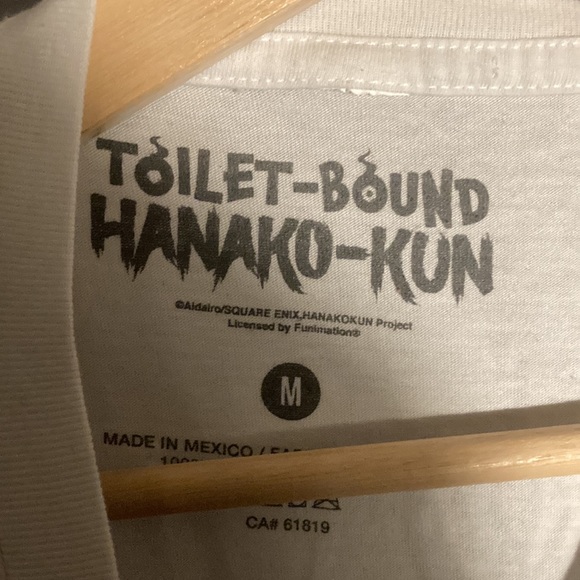 TOILET-BOUND
HANAKO-KUN
©AidaIro/SQUARE ENIX,HANAKOKUN Project
Licensed by Funimation®
M
MADE IN MEXICO /
CA# 61819